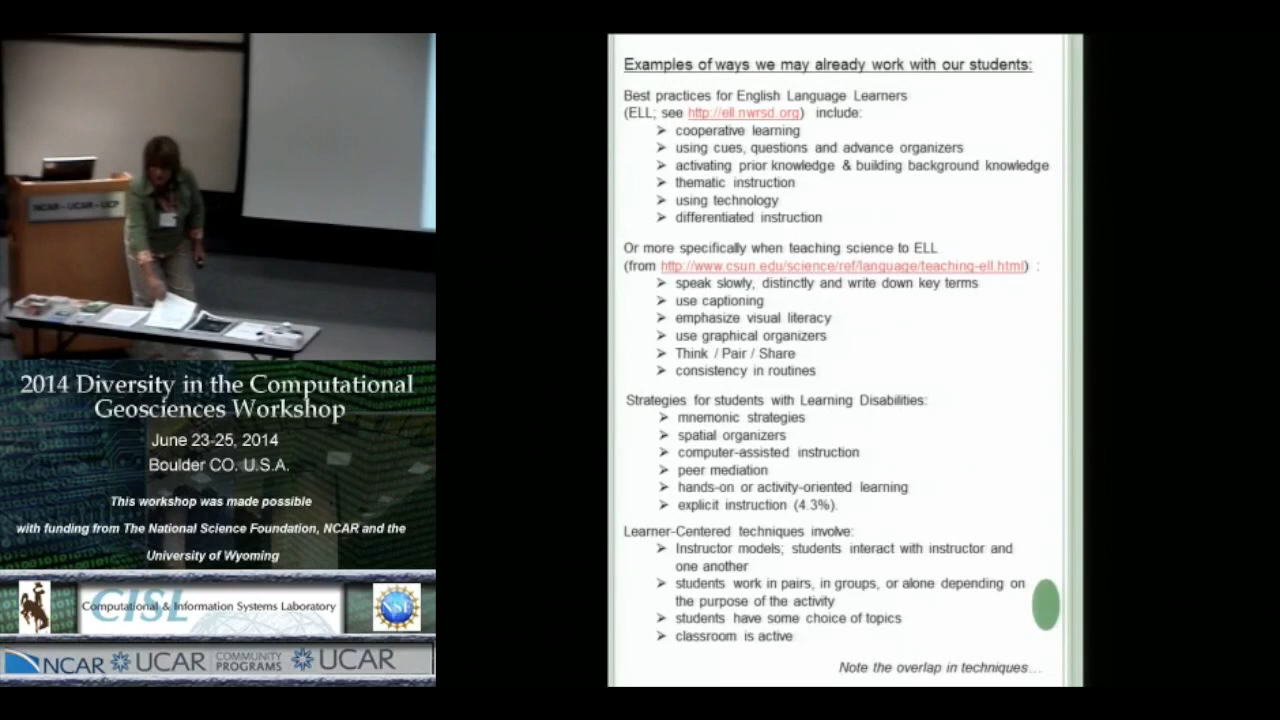 NCAR – UCAR – UCP
2014 Diversity in the Computational
Geosciences Workshop
June 23-25, 2014
Boulder CO. U.S.A.
This workshop was made possible
with funding from The National Science Foundation, NCAR and the
University of Wyoming
CISL
Computational & Information Systems Laboratory
NSF
NCAR
UCAR
COMMUNITY
PROGRAMS
UCAR
Examples of ways we may already work with our students:
Best practices for English Language Learners
(ELL; see http://ell.nwrsd.org) include:
➢ cooperative learning
➢ using cues, questions and advance organizers
➢ activating prior knowledge & building background knowledge
➢ thematic instruction
➢ using technology
➢ differentiated instruction
Or more specifically when teaching science to ELL
(from http://www.csun.edu/science/ref/language/teaching-ell.html) :
➢ speak slowly, distinctly and write down key terms
➢ use captioning
➢ emphasize visual literacy
➢ use graphical organizers
➢ Think / Pair / Share
➢ consistency in routines
Strategies for students with Learning Disabilities:
➢ mnemonic strategies
➢ spatial organizers
➢ computer-assisted instruction
➢ peer mediation
➢ hands-on or activity-oriented learning
➢ explicit instruction (4.3%).
Learner-Centered techniques involve:
➢ Instructor models; students interact with instructor and
one another
➢ students work in pairs, in groups, or alone depending on
the purpose of the activity
➢ students have some choice of topics
➢ classroom is active
Note the overlap in techniques…